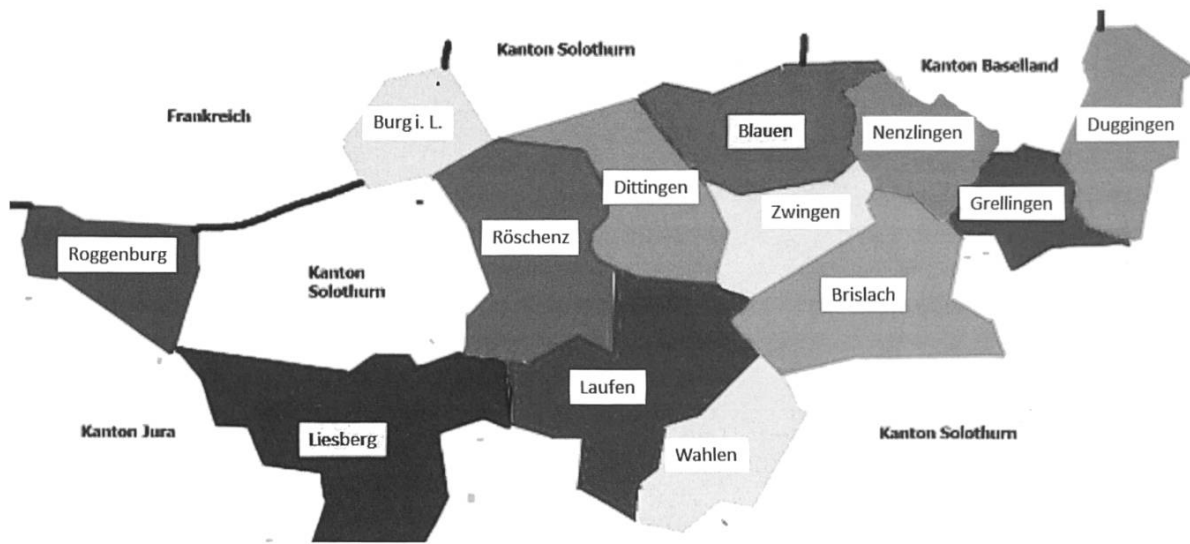 Kanton Solothurn
Kanton Baselland
Frankreich
Burg i. L.
Blauen
Nenzlingen
Duggingen
Dittingen
Zwingen
Grellingen
Roggenburg
Röschenz
Kanton
Solothurn
Brislach
Laufen
Kanton Jura
Liesberg
Wahlen
Kanton Solothurn